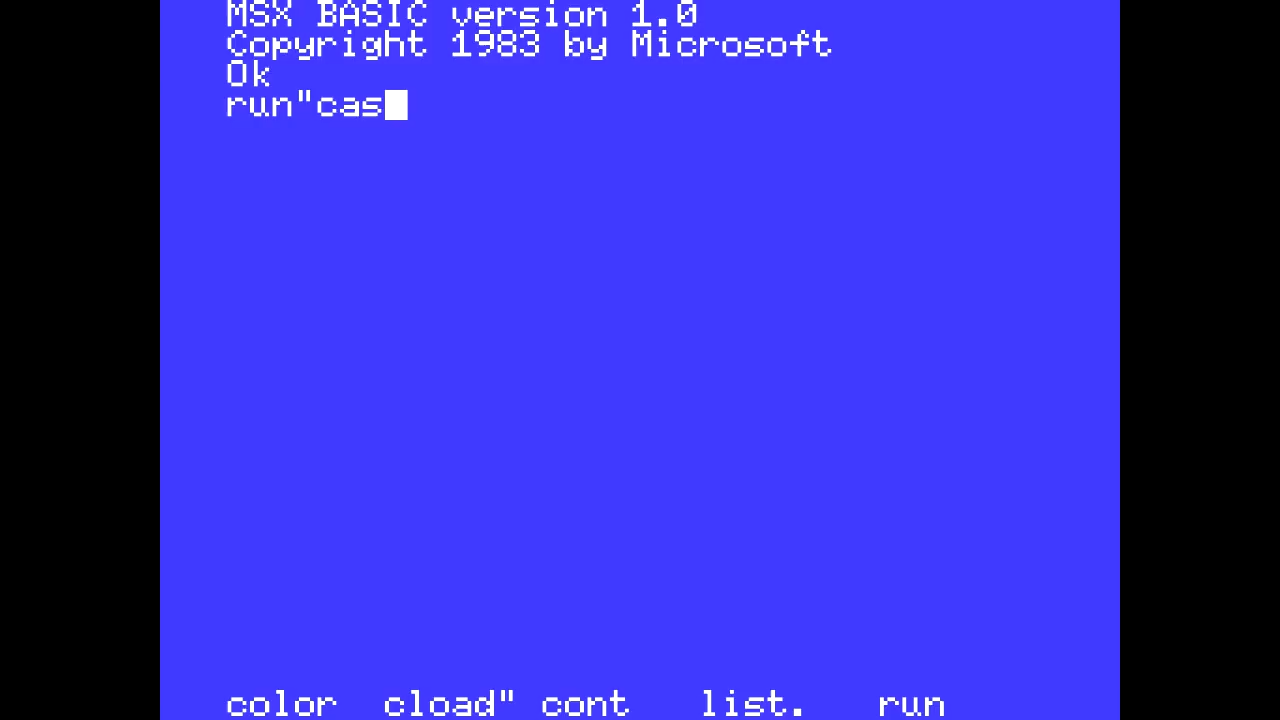 MSX BASIC version 1.0
Copyright 1983 by Microsoft
Ok
run"cas
color  cload" cont   list.   run